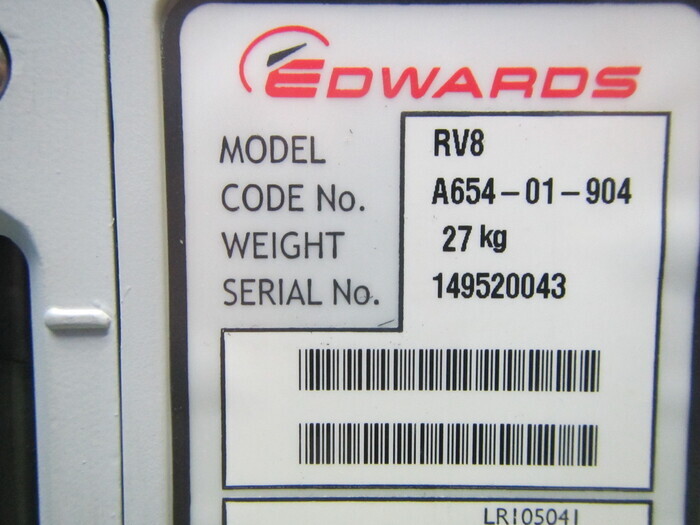 EDWARDS
MODEL RV8
CODE No. A654-01-904
WEIGHT 27 kg
SERIAL No. 149520043
LR105041